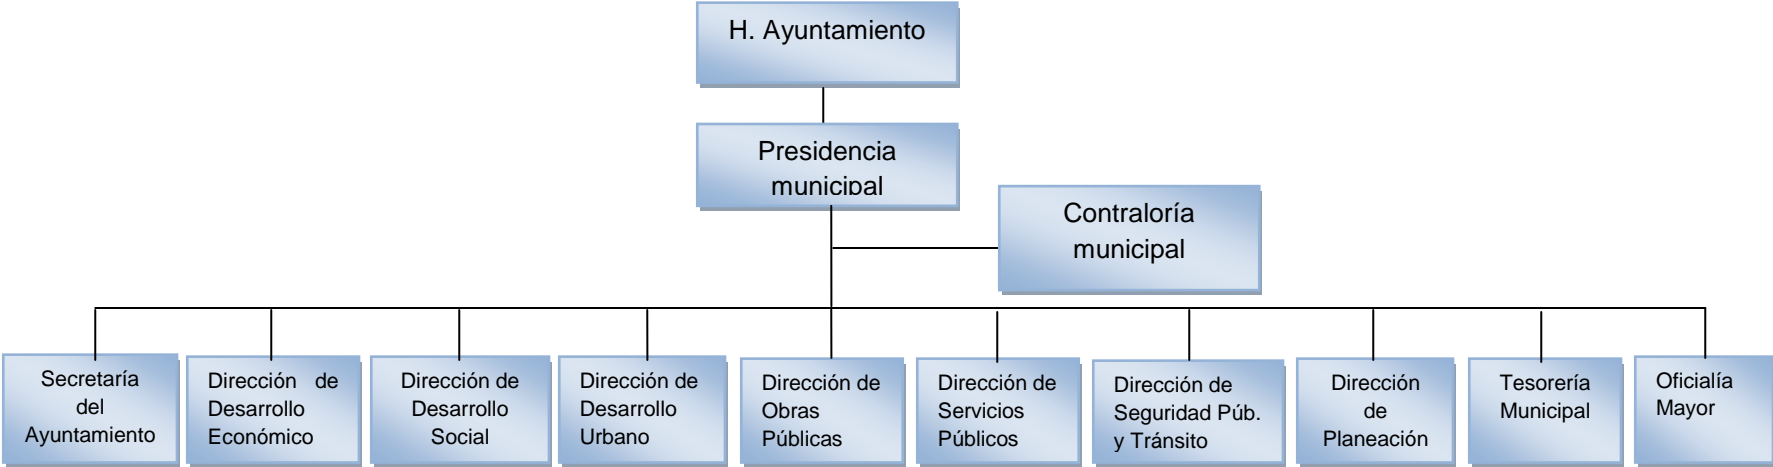 H. Ayuntamiento
Presidencia
municipal
Contraloría
municipal
Secretaría
del
Ayuntamiento
Dirección de
Desarrollo
Económico
Dirección de
Desarrollo
Social
Dirección de
Desarrollo
Urbano
Dirección de
Obras
Públicas
Dirección de
Servicios
Públicos
Dirección de
Seguridad Púb.
y Tránsito
Dirección
de
Planeación
Tesorería
Municipal
Oficialía
Mayor